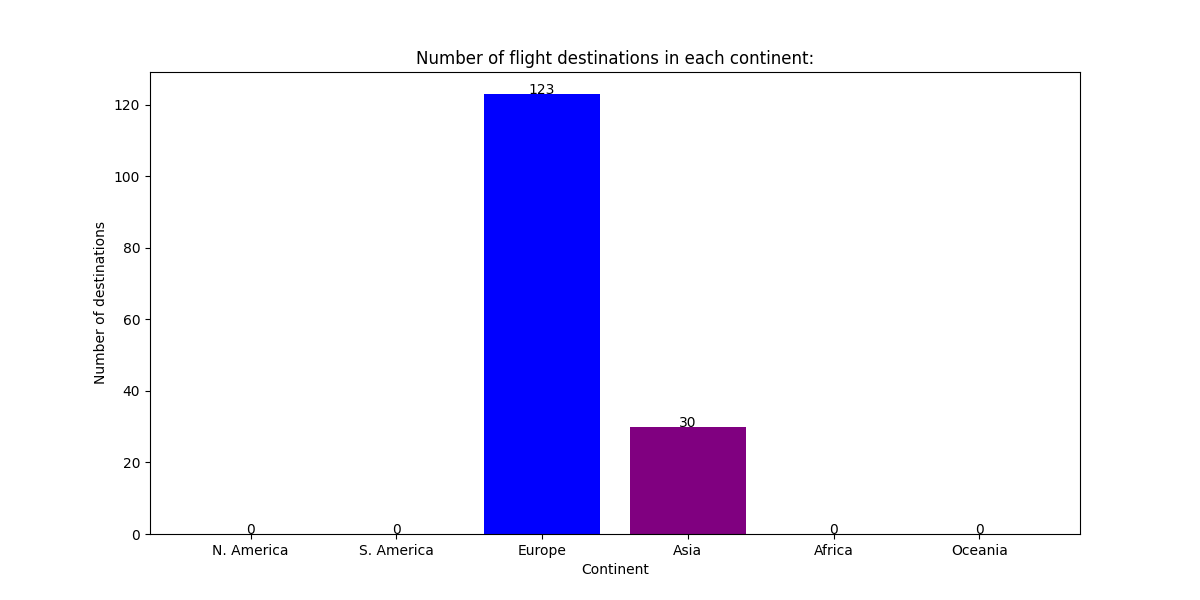 Number of flight destinations in each continent:
123
120
100
80
60
40
20
0
Number of destinations
30
0
0
0
0
N. America
S. America
Europe
Asia
Africa
Oceania
Continent